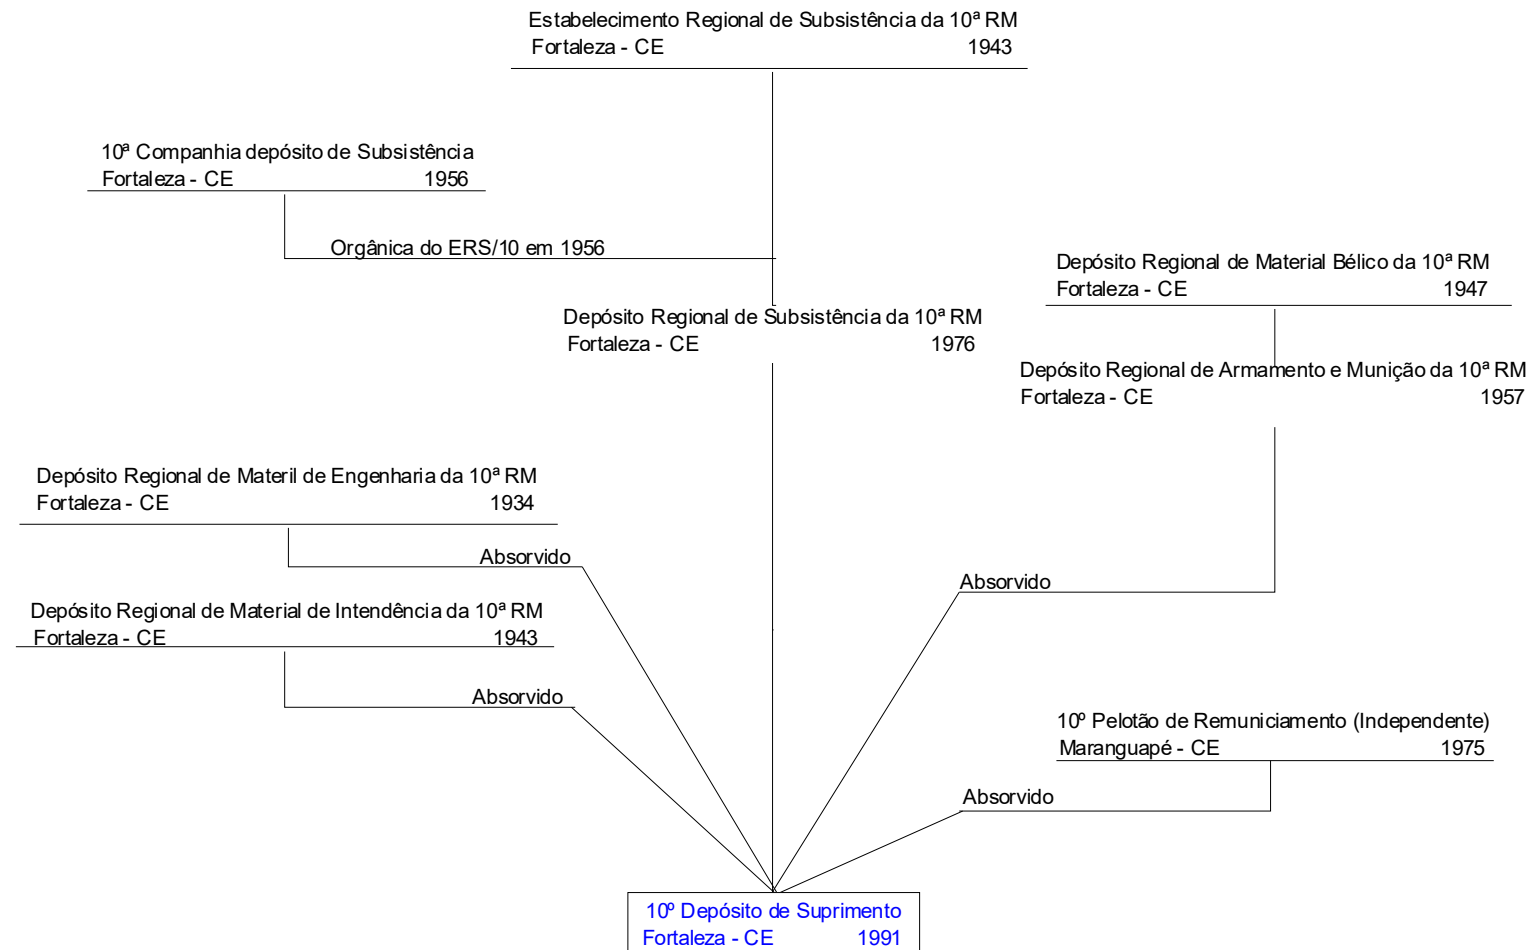 Estabelecimento Regional de Subsistência da 10ª RM
Fortaleza - CE 1943
10ª Companhia depósito de Subsistência
Fortaleza - CE 1956
Orgânica do ERS/10 em 1956
Depósito Regional de Material Bélico da 10ª RM
Fortaleza - CE 1947
Depósito Regional de Subsistência da 10ª RM
Fortaleza - CE 1976
Depósito Regional de Armamento e Munição da 10ª RM
Fortaleza - CE 1957
Depósito Regional de Materil de Engenharia da 10ª RM
Fortaleza - CE 1934
Absorvido
Absorvido
Depósito Regional de Material de Intendência da 10ª RM
Fortaleza - CE 1943
Absorvido
10º Pelotão de Remuniciamento (Independente)
Maranguapé - CE 1975
Absorvido
10º Depósito de Suprimento
Fortaleza - CE 1991